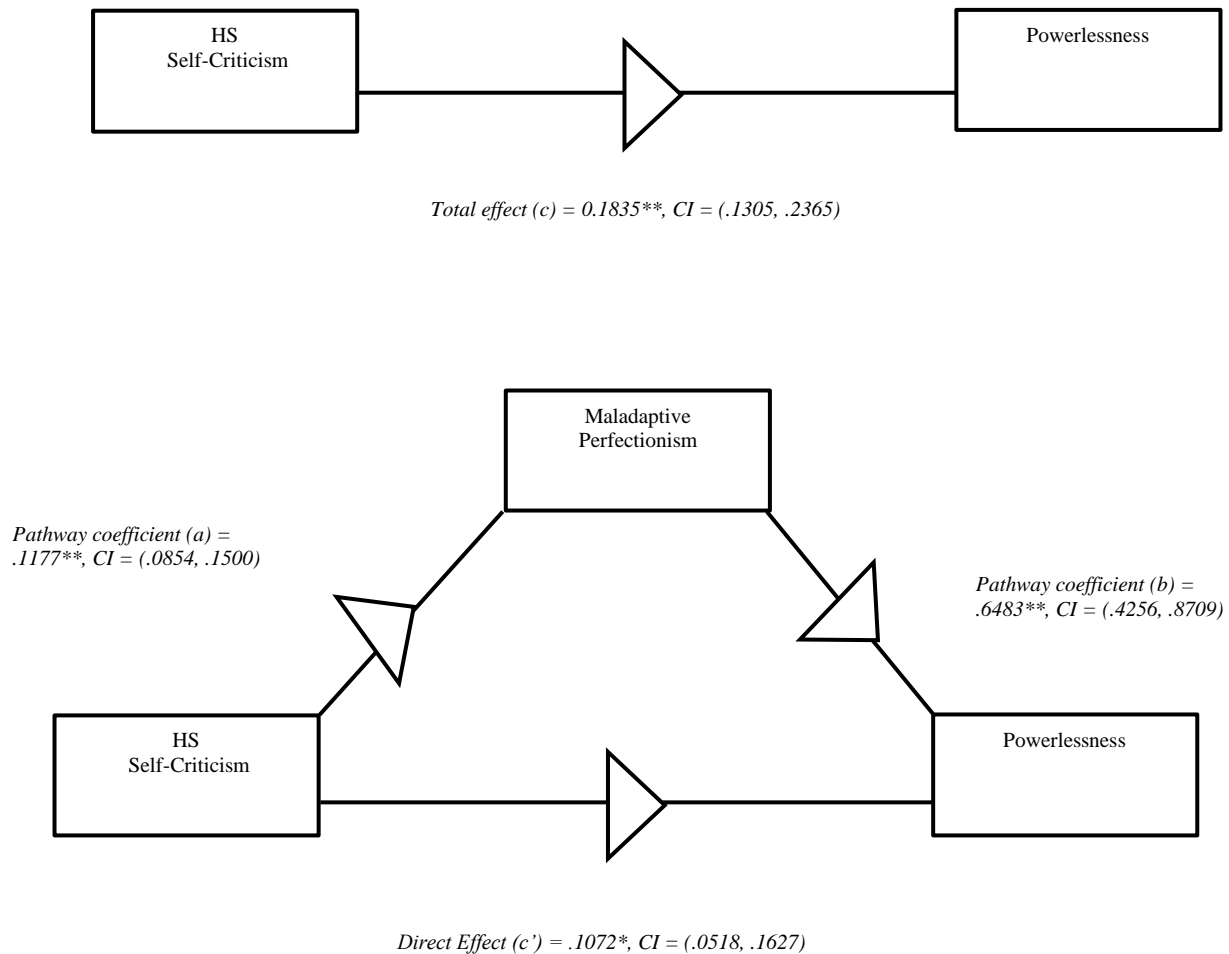 HS
Self-Criticism
Powerlessness
Total effect (c) = 0.1835**, CI = (.1305, .2365)
Maladaptive
Perfectionism
Pathway coefficient (a) =
.1177**, CI = (.0854, .1500)
Pathway coefficient (b) =
.6483**, CI = (.4256, .8709)
HS
Self-Criticism
Powerlessness
Direct Effect (c’) = .1072*, CI = (.0518, .1627)